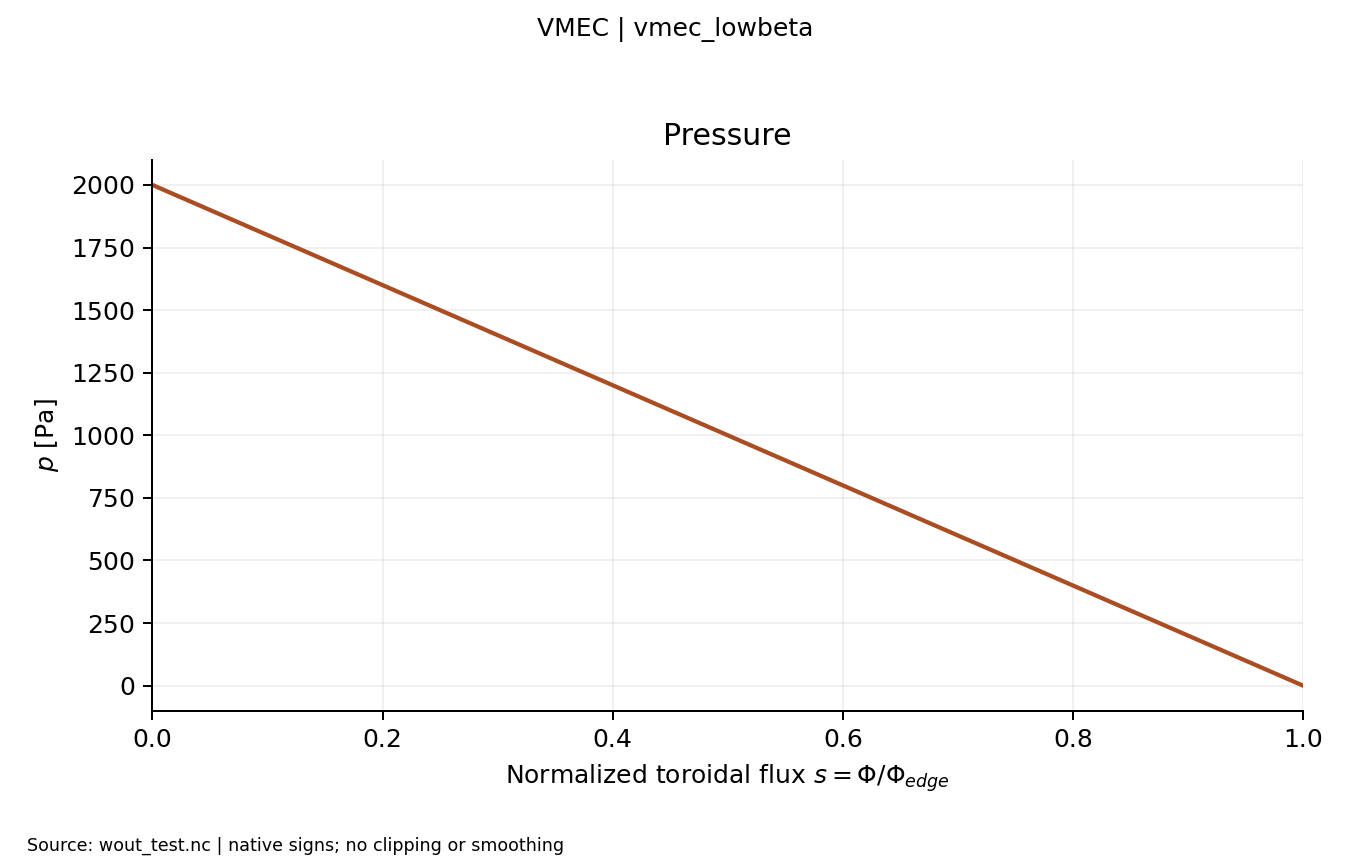 VMEC | vmec_lowbeta
Pressure
2000
1750
1500
1250
1000
750
500
250
0
p [Pa]
0.0 0.2 0.4 0.6 0.8 1.0
Normalized toroidal flux s = Φ/Φedge
Source: wout_test.nc | native signs; no clipping or smoothing